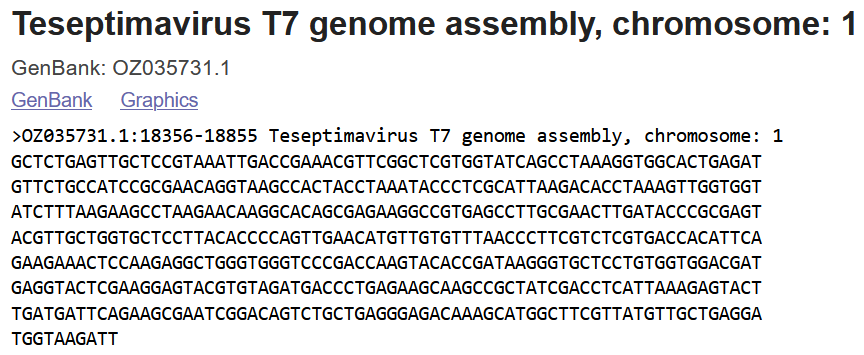 Teseptimavirus T7 genome assembly, chromosome: 1
GenBank: OZ035731.1
GenBank Graphics
>OZ035731.1:18356-18855 Teseptimavirus T7 genome assembly, chromosome: 1
GCTCTGAGTTGCTCCGTAAATTGACCGAAACGTTCGGCTCGTGGTATCAGCCTAAAGGTGGCACTGAGAT
GTTCTGCCATCCGCGAACAGGTAAGCCACTACCTAAATACCCTCGCATTAAGACACCTAAAGTTGGTGGT
ATCTTTAAGAAGCCTAAGAACAAGGCACAGCGAGAAGGCCGTGAGCCTTGCGAACTTGATACCCGCGAGT
ACGTTGCTGGTGCTCCTTACACCCCAGTTGAACATGTTGTGTTTAACCCTTCGTCTCGTGACCACATTCA
GAAGAAACTCCAAGAGGCTGGGTGGGTCCCGACCAAGTACACCGATAAGGGTGCTCCTGTGGTGGACGAT
GAGGTACTCGAAGGAGTACGTGTAGATGACCCTGAGAAGCAAGCCGCTATCGACCTCATTAAAGAGTACT
TGATGATTCAGAAGCGAATCGGACAGTCTGCTGAGGGAGACAAAGCATGGCTTCGTTATGTTGCTGAGGA
TGGTAAGATT